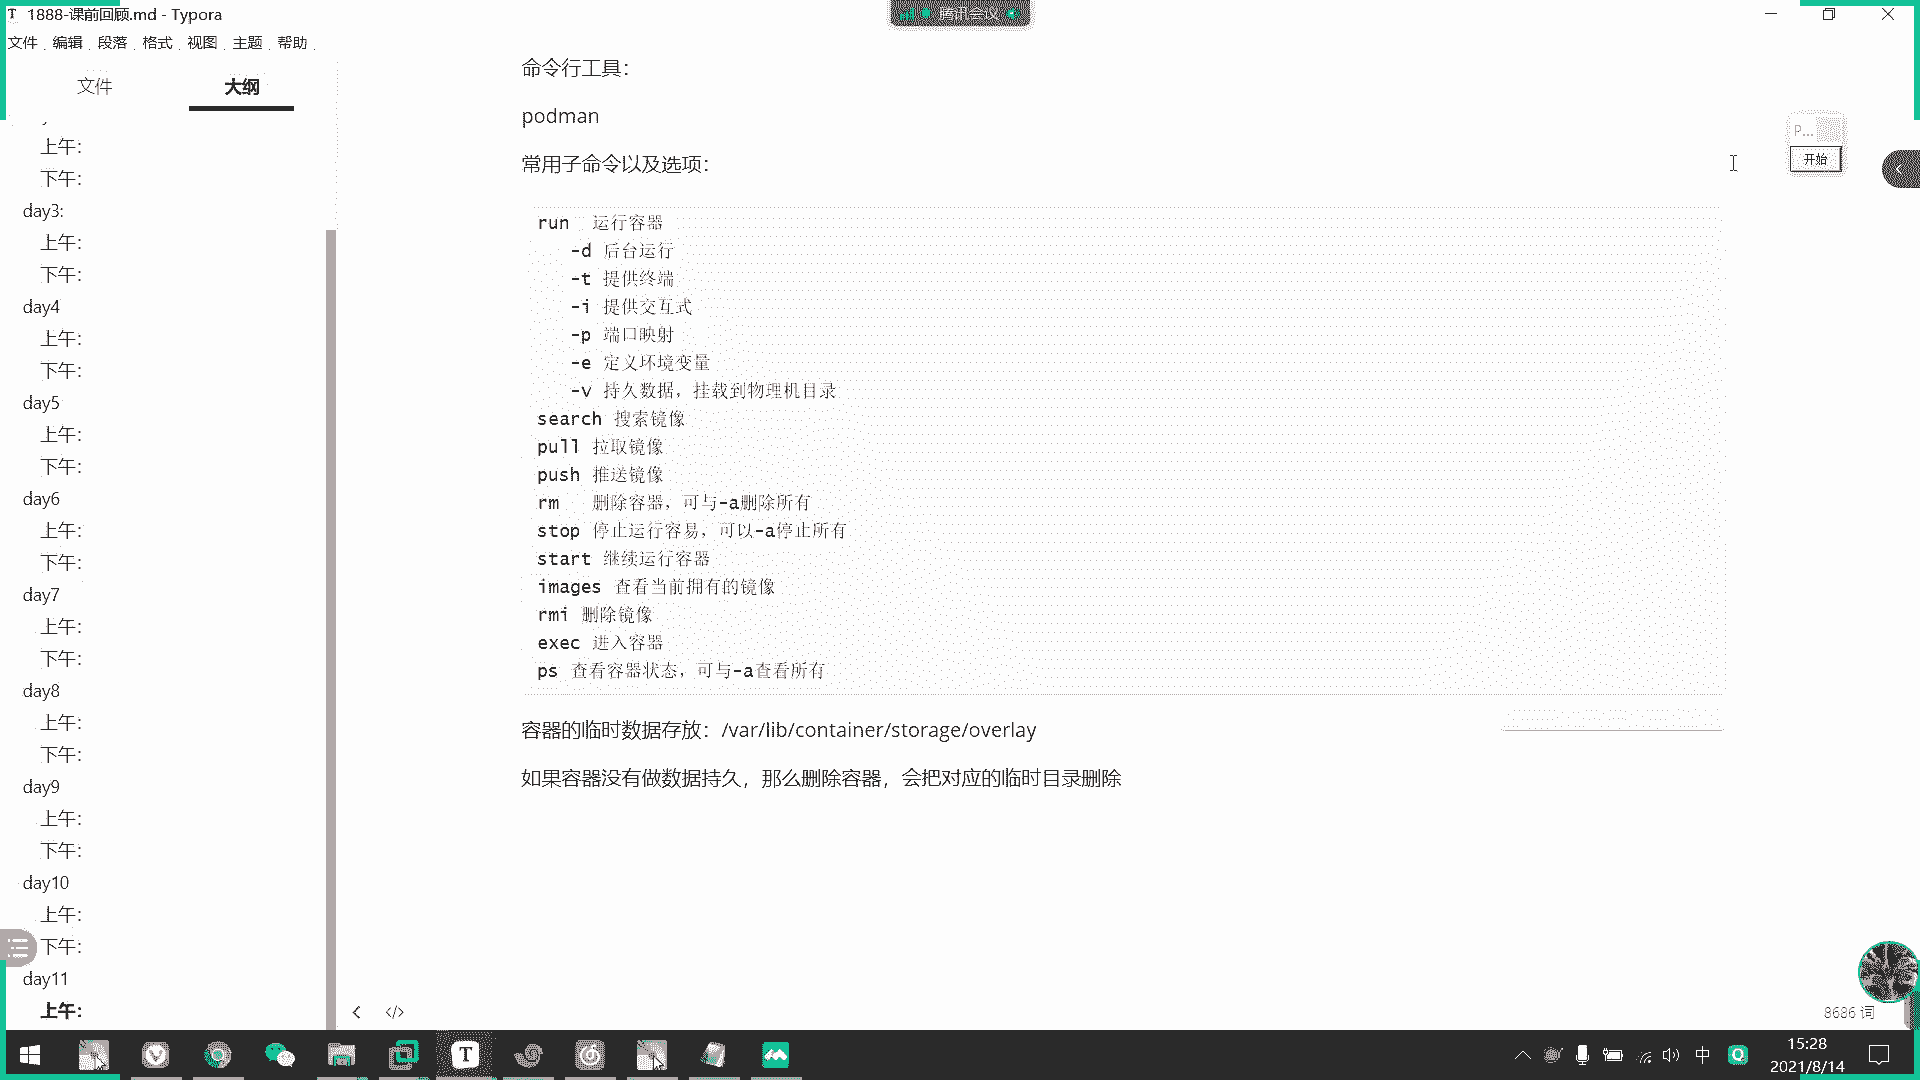 1888-课前回顾.md - Typora
腾讯会议
文件 编辑 段落 格式 视图 主题 帮助
文件 大纲
上午：
下午：
day3:
上午：
下午：
day4
上午：
下午：
day5
上午：
下午：
day6
上午：
下午：
day7
上午：
下午：
day8
上午：
下午：
day9
上午：
下午：
day10
上午：
下午：
day11
上午：
命令行工具：
podman
常用子命令以及选项：
run 运行容器
-d 后台运行
-t 提供终端
-i 提供交互式
-p 端口映射
-e 定义环境变量
-v 持久数据，挂载到物理机目录
search 搜索镜像
pull 拉取镜像
push 推送镜像
rm 删除容器，可与-a删除所有
stop 停止运行容易，可以-a停止所有
start 继续运行容器
images 查看当前拥有的镜像
rmi 删除镜像
exec 进入容器
ps 查看容器状态，可与-a查看所有
容器的临时数据存放：/var/lib/container/storage/overlay
如果容器没有做数据持久，那么删除容器，会把对应的临时目录删除
P...
开始
8686 词
中
15:28
2021/8/14